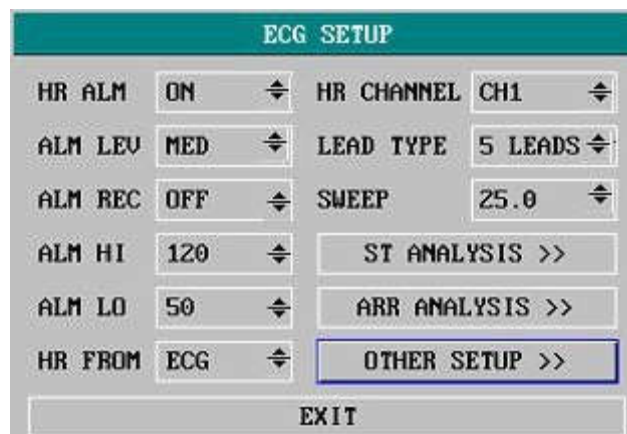 ECG SETUP
HR ALM ON HR CHANNEL CH1
ALM LEV MED LEAD TYPE 5 LEADS
ALM REC OFF SWEEP 25.0
ALM HI 120 ST ANALYSIS >>
ALM LO 50 ARR ANALYSIS >>
HR FROM ECG OTHER SETUP >>
EXIT